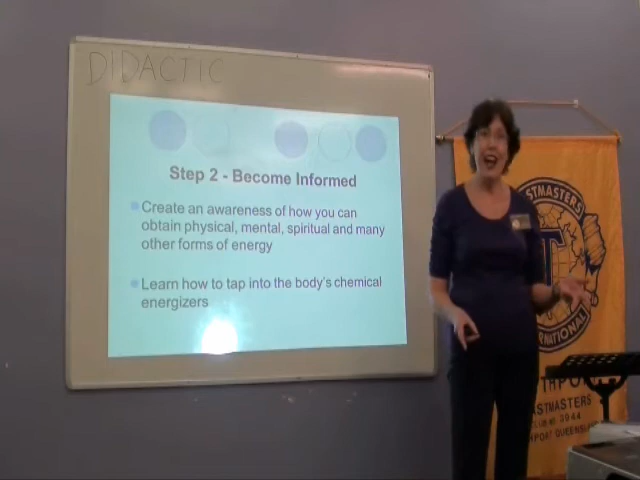 DIDACTIC
Step 2 - Become Informed
Create an awareness of how you can
obtain physical, mental, spiritual and many
other forms of energy
Learn how to tap into the body's chemical
energizers